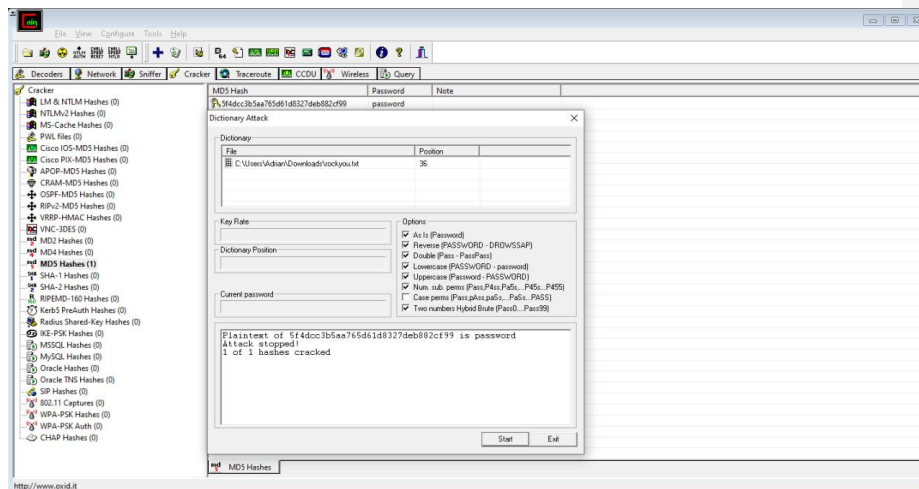 ain
File View Configure Tools Help
Decoders Network Sniffer Cracker Traceroute CCDU Wireless Query
Cracker
LM & NTLM Hashes (0)
NTLMv2 Hashes (0)
MS-Cache Hashes (0)
PWL files (0)
Cisco IOS-MD5 Hashes (0)
Cisco PIX-MD5 Hashes (0)
APOP-MD5 Hashes (0)
CRAM-MD5 Hashes (0)
OSPF-MD5 Hashes (0)
RIPv2-MD5 Hashes (0)
VRRP-HMAC Hashes (0)
VNC-3DES (0)
MD2 Hashes (0)
MD4 Hashes (0)
MD5 Hashes (1)
SHA-1 Hashes (0)
SHA-2 Hashes (0)
RIPEMD-160 Hashes (0)
Kerb5 PreAuth Hashes (0)
Radius Shared-Key Hashes (0)
IKE-PSK Hashes (0)
MSSQL Hashes (0)
MySQL Hashes (0)
Oracle Hashes (0)
Oracle TNS Hashes (0)
SIP Hashes (0)
802.11 Captures (0)
WPA-PSK Hashes (0)
WPA-PSK Auth (0)
CHAP Hashes (0)
MD5 Hash Password Note
5f4dcc3b5aa765d61d8327deb882cf99 password
Dictionary Attack
Dictionary
File Position
C:\Users\Adrian\Downloads\rockyou.txt 36
Key Rate
Dictionary Position
Current password
Options
As Is (Password)
Reverse (PASSWORD - DROWSSAP)
Double (Pass - PassPass)
Lowercase (PASSWORD - password)
Uppercase (Password - PASSWORD)
Num. sub. perms (Pass,P4ss,Pa5s,...P45s...P455)
Case perms (Pass,pAss,paSs,...PaSs...PASS)
Two numbers Hybrid Brute (Pass0....Pass99)
Plaintext of 5f4dcc3b5aa765d61d8327deb882cf99 is password
Attack stopped!
1 of 1 hashes cracked
Start Exit
MD5 Hashes
http://www.oxid.it